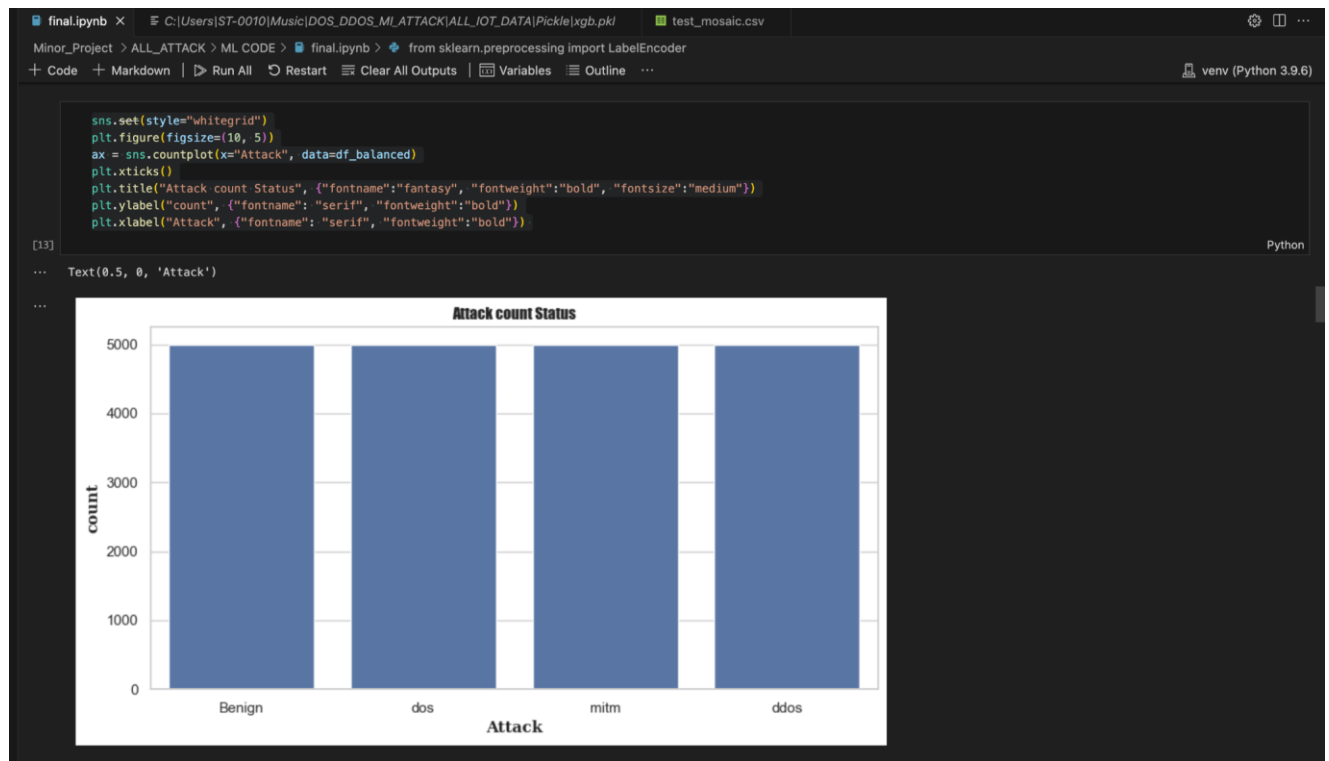 final.ipynb × C:|Users|ST-0010|Music|DOS_DDOS_MI_ATTACK|ALL_IOT_DATA|Pickle|xgb.pkl test_mosaic.csv ...
Minor_Project > ALL_ATTACK > ML CODE > final.ipynb > from sklearn.preprocessing import LabelEncoder
+ Code + Markdown | Run All Restart Clear All Outputs | Variables Outline ... venv (Python 3.9.6)
sns.set(style="whitegrid")
plt.figure(figsize=(10, 5))
ax = sns.countplot(x="Attack", data=df_balanced)
plt.xticks()
plt.title("Attack count Status", {"fontname":"fantasy", "fontweight":"bold", "fontsize":"medium"})
plt.ylabel("count", {"fontname": "serif", "fontweight":"bold"})
plt.xlabel("Attack", {"fontname": "serif", "fontweight":"bold"})
[13] Python
... Text(0.5, 0, 'Attack')
...
Attack count Status
5000
4000
3000
count
2000
1000
0
Benign dos mitm ddos
Attack